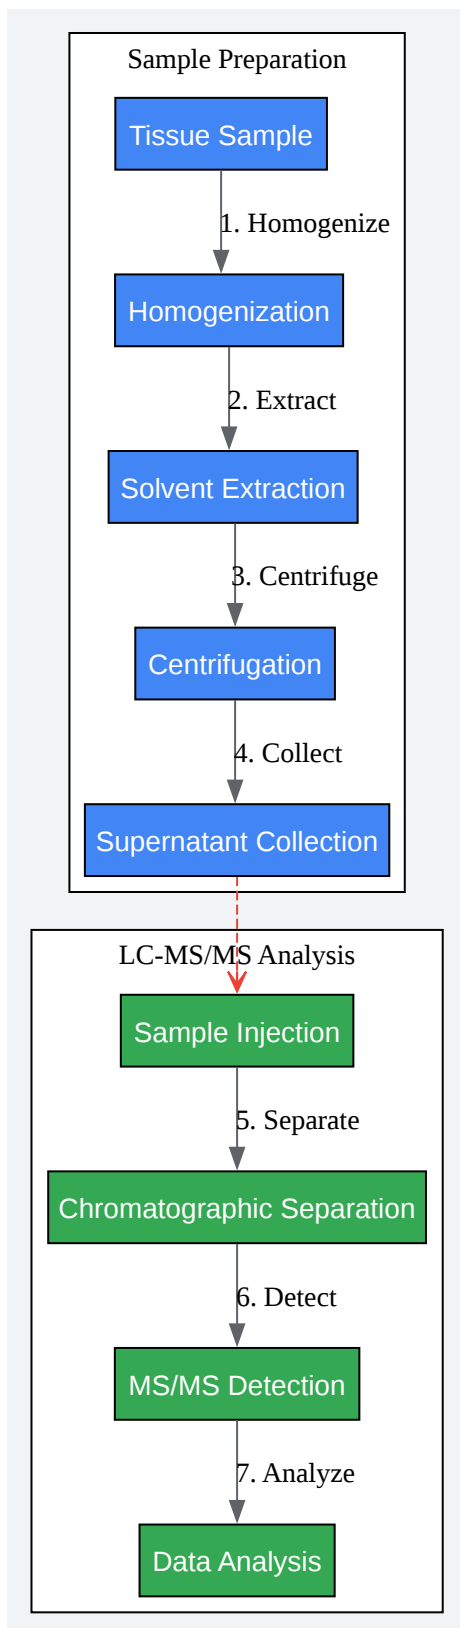 Sample Preparation
Tissue Sample
1. Homogenize
Homogenization
2. Extract
Solvent Extraction
3. Centrifuge
Centrifugation
4. Collect
Supernatant Collection
LC-MS/MS Analysis
Sample Injection
5. Separate
Chromatographic Separation
6. Detect
MS/MS Detection
7. Analyze
Data Analysis